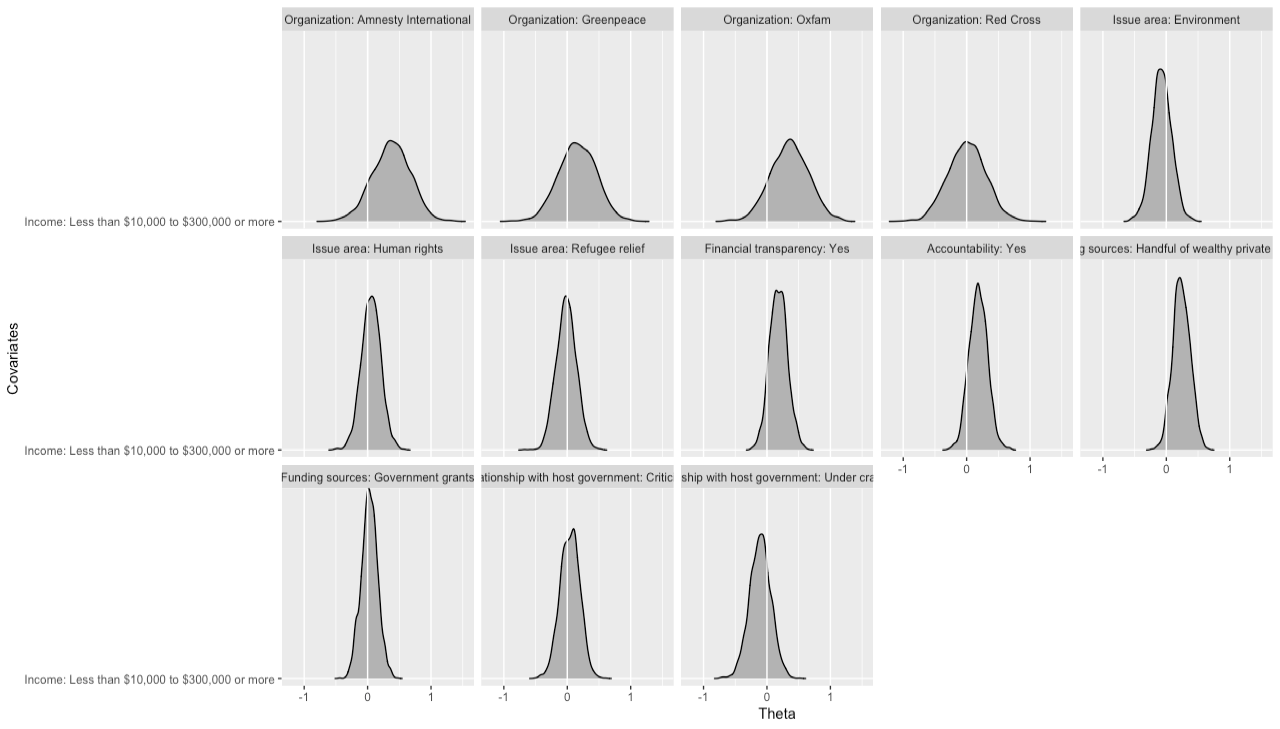 Organization: Amnesty International
Organization: Greenpeace
Organization: Oxfam
Organization: Red Cross
Issue area: Environment
Income: Less than $10,000 to $300,000 or more
Issue area: Human rights
Issue area: Refugee relief
Financial transparency: Yes
Accountability: Yes
g sources: Handful of wealthy private
Income: Less than $10,000 to $300,000 or more
-1 0 1
-1 0 1
Funding sources: Government grants
ationship with host government: Critic
ship with host government: Under cra
Income: Less than $10,000 to $300,000 or more
-1 0 1
-1 0 1
-1 0 1
Theta
Covariates